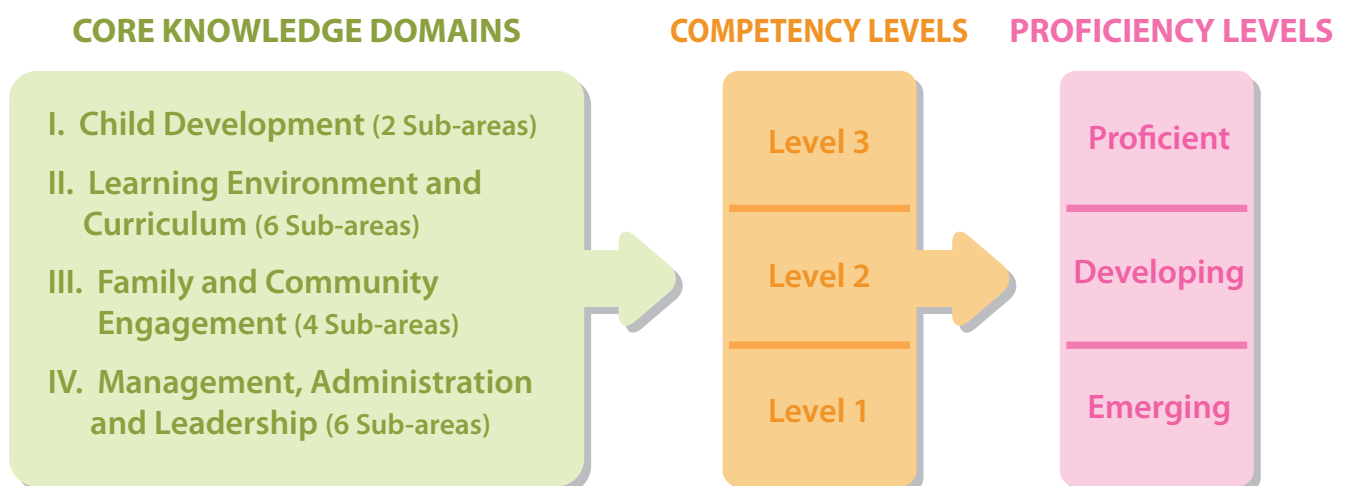 CORE KNOWLEDGE DOMAINS
I. Child Development (2 Sub-areas)
II. Learning Environment and
Curriculum (6 Sub-areas)
III. Family and Community
Engagement (4 Sub-areas)
IV. Management, Administration
and Leadership (6 Sub-areas)
COMPETENCY LEVELS
Level 3
Level 2
Level 1
PROFICIENCY LEVELS
Proficient
Developing
Emerging